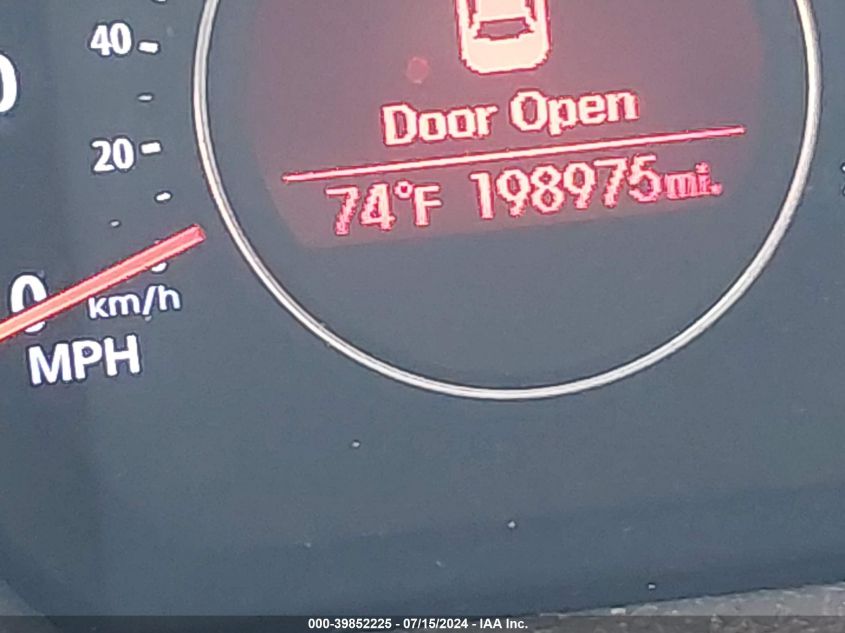 40
20
0
km/h
MPH
Door Open
74°F 198975mi.
000-39852225 - 07/15/2024 - IAA Inc.